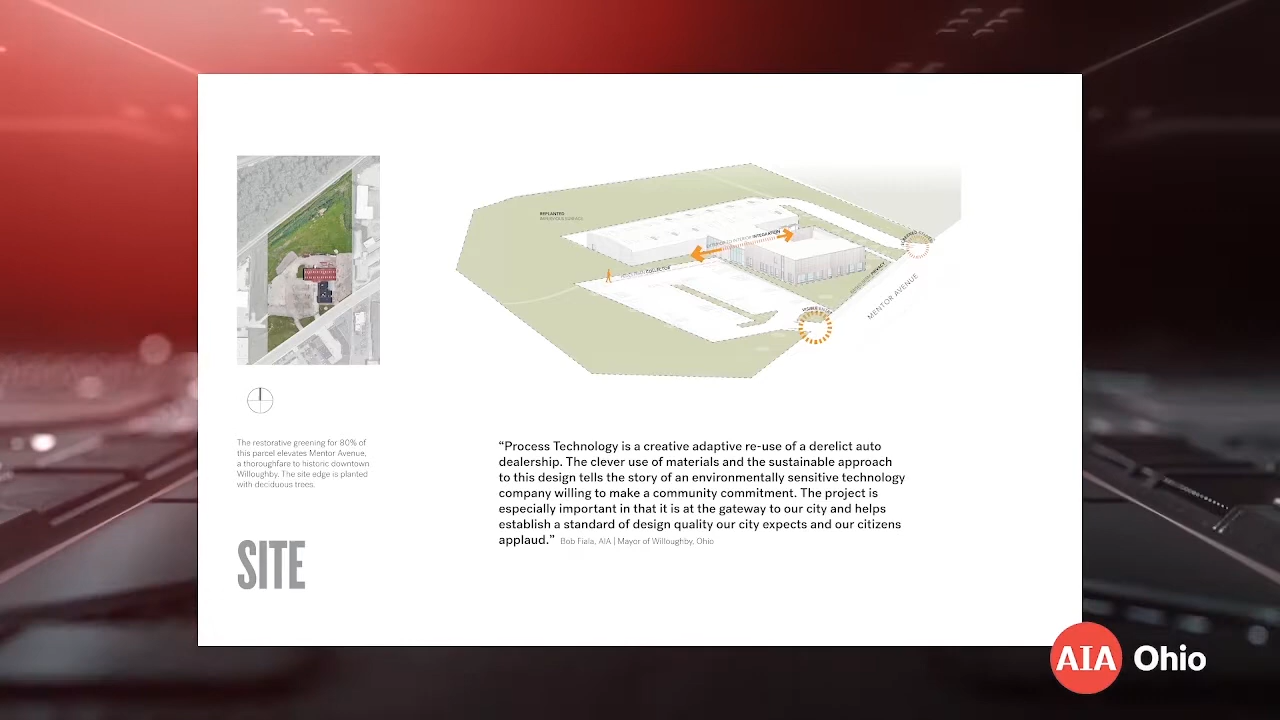 REPLANTED
INTEGRATION
MENTOR AVENUE
The restorative greening for 80% of
this parcel elevates Mentor Avenue,
a thoroughfare to historic downtown
Willoughby. The site edge is planted
with deciduous trees.
SITE
“Process Technology is a creative adaptive re-use of a derelict auto
dealership. The clever use of materials and the sustainable approach
to this design tells the story of an environmentally sensitive technology
company willing to make a community commitment. The project is
especially important in that it is at the gateway to our city and helps
establish a standard of design quality our city expects and our citizens
applaud.” Bob Fiala, AIA | Mayor of Willoughby, Ohio
AIA Ohio